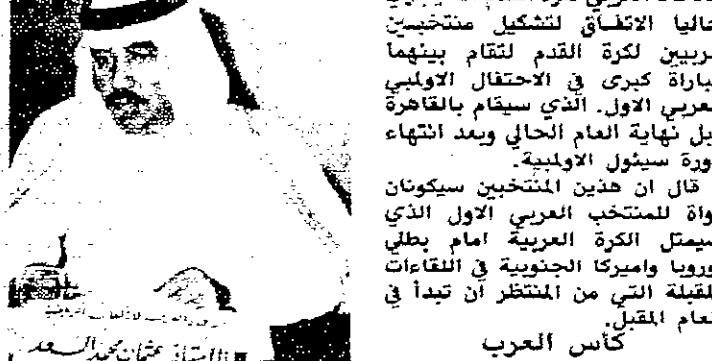 حاليا الاتفاق لتشكيل منتخبين
عربيين لكرة القدم لتقام بينهما
مباراة كبرى في الاحتفال الاولمبي
العربي الاول. الذي سيقام بالقاهرة
قبل نهاية العام الحالي وبعد انتهاء
دورة سيئول الاولمبية.
قال ان هذين المنتخبين سيكونان
نواة للمنتخب العربي الاول الذي
سيمثل الكرة العربية امام بطلي
اوروبا واميركا الجنوبية في اللقاءات
المقبلة التي من المنتظر ان تبدأ في
العام المقبل.
كأس العرب
الاستاذ عثمان محمد السعد